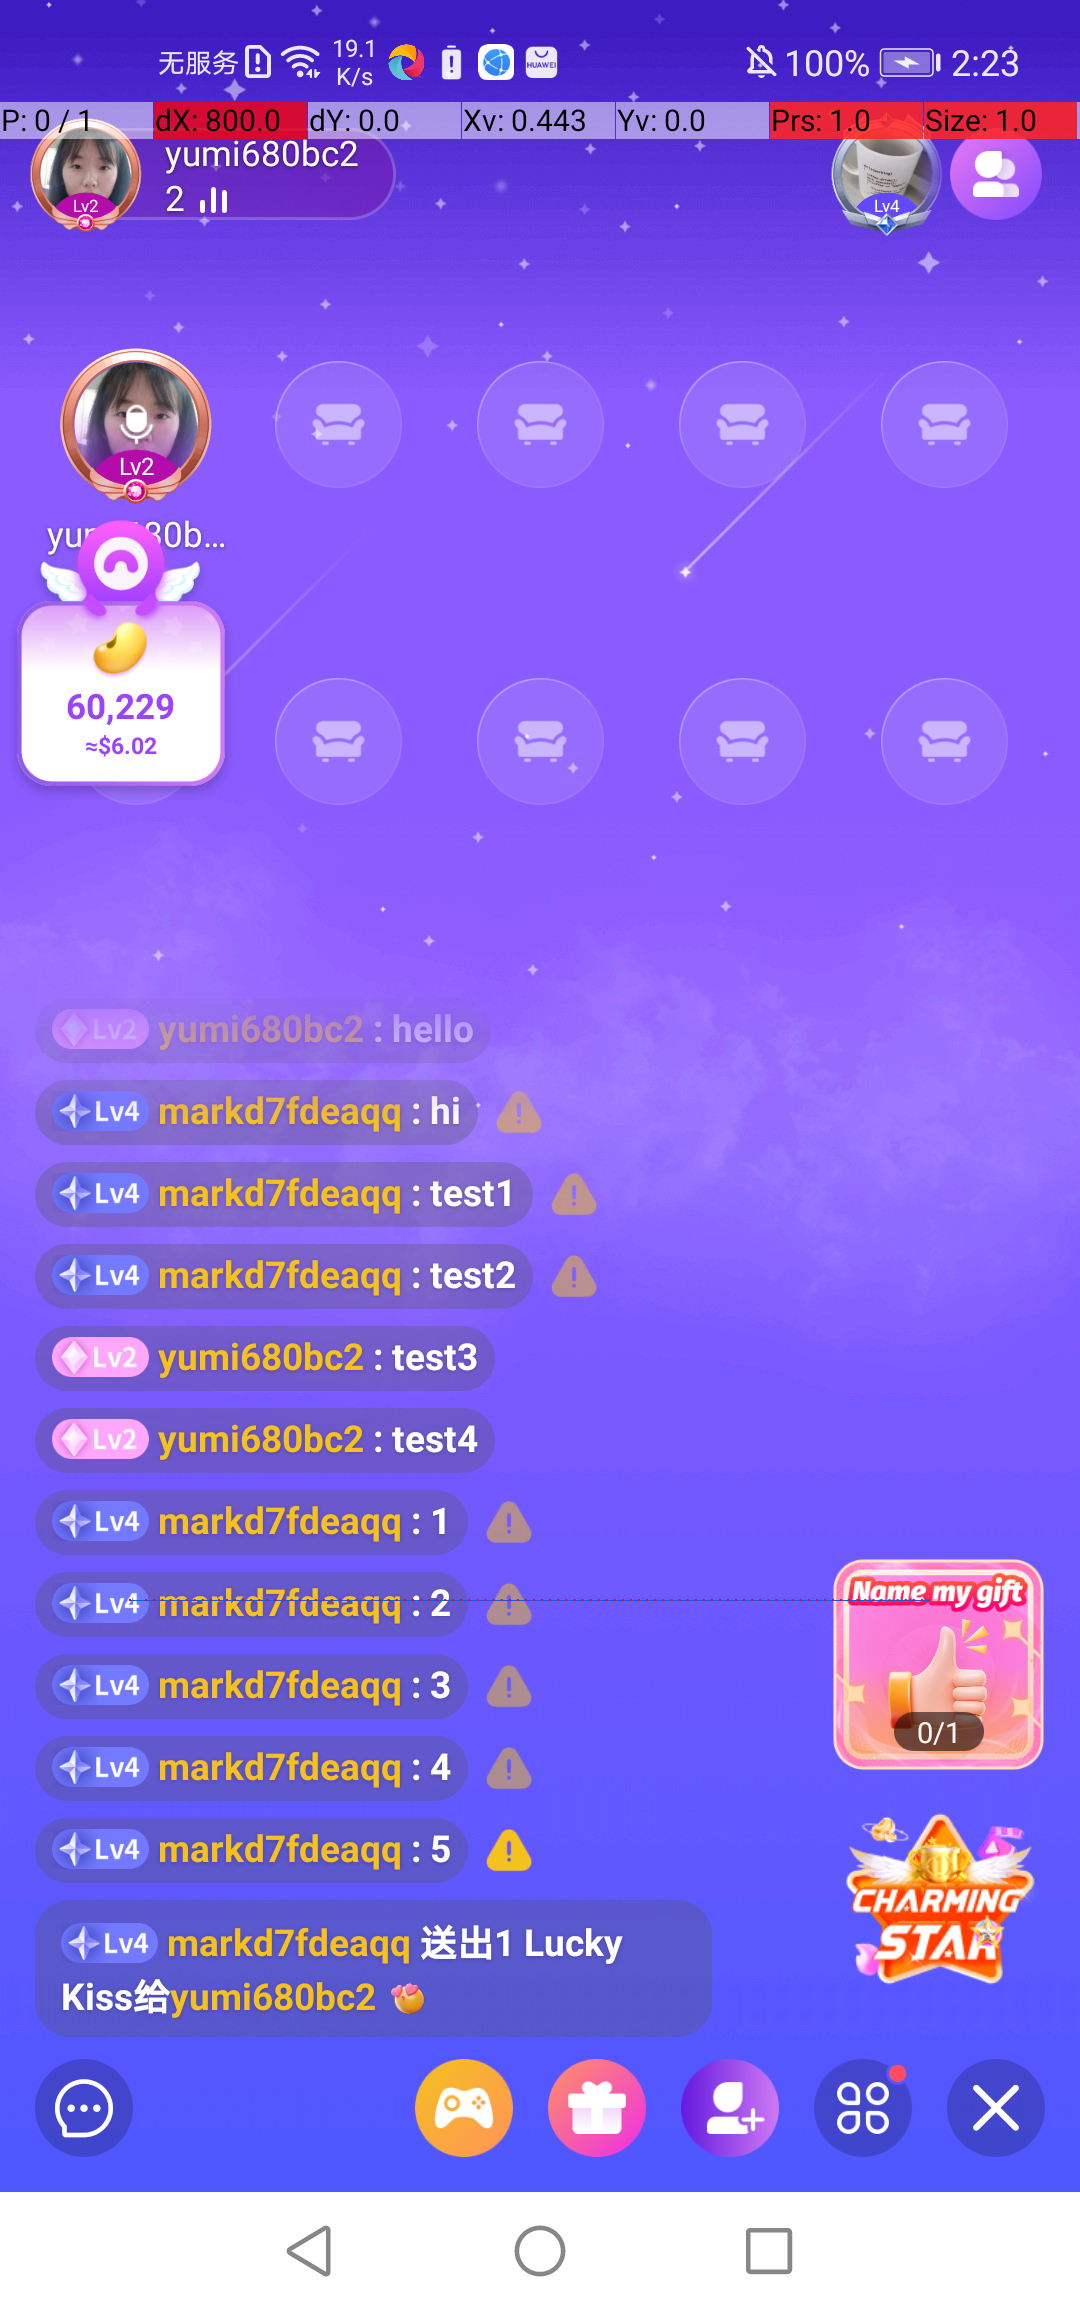 无服务 19.1 K/s HUAWEI 100% 2:23
P: 0 / 1 dX: 800.0 dY: 0.0 Xv: 0.443 Yv: 0.0 Prs: 1.0 Size: 1.0
yumi680bc2
2
Lv2
Lv4
Lv2
60,229
≈$6.02
Lv2 yumi680bc2 : hello
Lv4 markd7fdeaqq : hi
Lv4 markd7fdeaqq : test1
Lv4 markd7fdeaqq : test2
Lv2 yumi680bc2 : test3
Lv2 yumi680bc2 : test4
Lv4 markd7fdeaqq : 1
Lv4 markd7fdeaqq : 2
Lv4 markd7fdeaqq : 3
Lv4 markd7fdeaqq : 4
Lv4 markd7fdeaqq : 5
Lv4 markd7fdeaqq 送出1 Lucky
Kiss给yumi680bc2
Name my gift
0/1
CHARMING
STAR